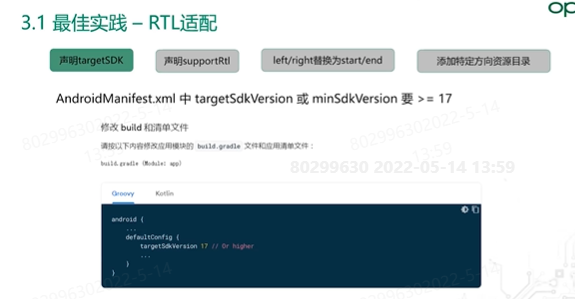 op
3.1 最佳实践 – RTL适配
声明targetSDK
声明supportRtl
left/right替换为start/end
添加特定方向资源目录
AndroidManifest.xml 中 targetSdkVersion 或 minSdkVersion 要 >= 17
修改 build 和清单文件
请按以下内容修改应用模块的 build.gradle 文件和应用清单文件：
80299630 2022-05-14 13:59
build.gradle (Module: app)
Groovy Kotlin
android {
...
defaultConfig {
targetSdkVersion 17 // Or higher
...
}
}